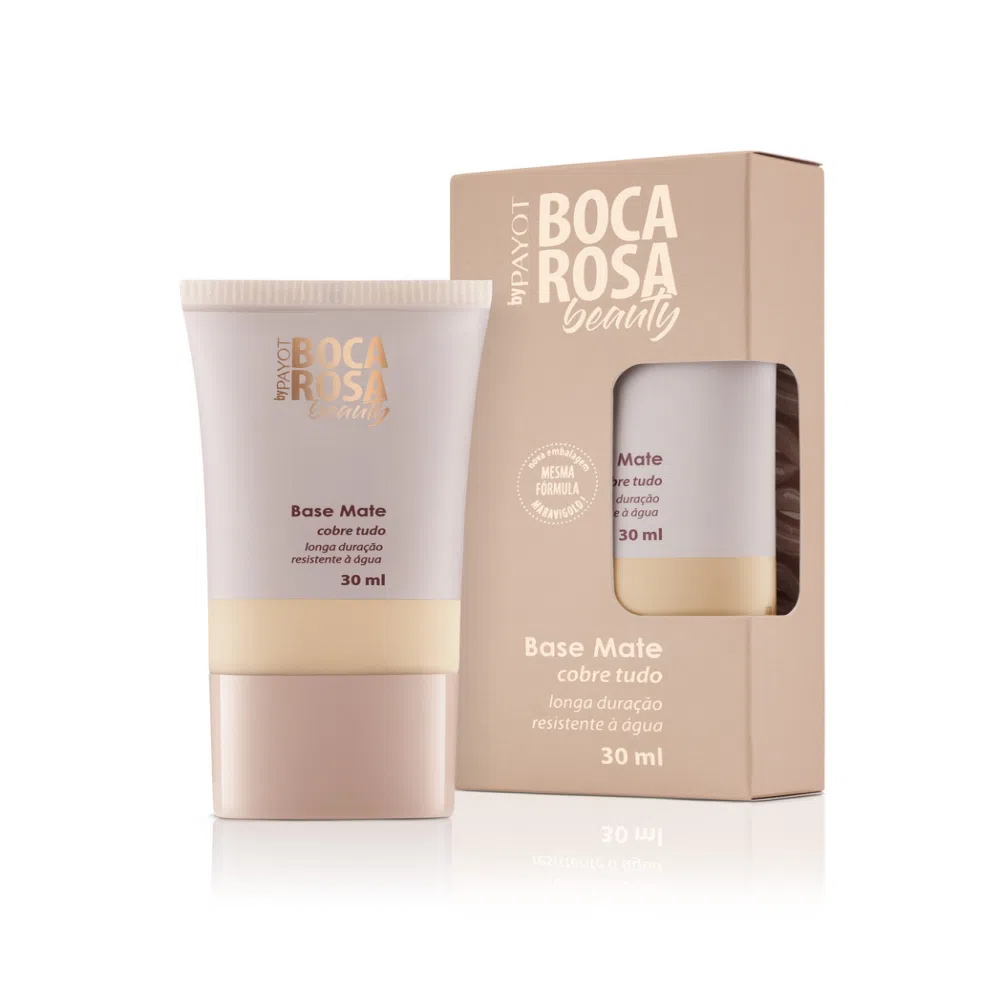 by PAYOT
BOCA
ROSA
beauty
Base Mate
cobre tudo
longa duração
resistente à água
30 ml
by PAYOT
BOCA
ROSA
beauty
nova embalagem
MESMA
FÓRMULA
MARAVIGOLD!
Mate
bre tudo
duração
e à água
30 ml
Base Mate
cobre tudo
longa duração
resistente à água
30 ml